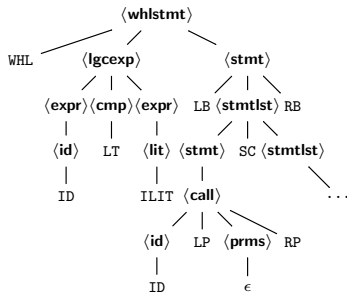 ⟨whlstmt⟩
WHL ⟨lgcexp⟩ ⟨stmt⟩
⟨expr⟩ ⟨cmp⟩ ⟨expr⟩ LB ⟨stmtlst⟩ RB
⟨id⟩ LT ⟨lit⟩ ⟨stmt⟩ SC ⟨stmtlst⟩
ID ILIT ⟨call⟩ ...
⟨id⟩ LP ⟨prms⟩ RP
ID ϵ